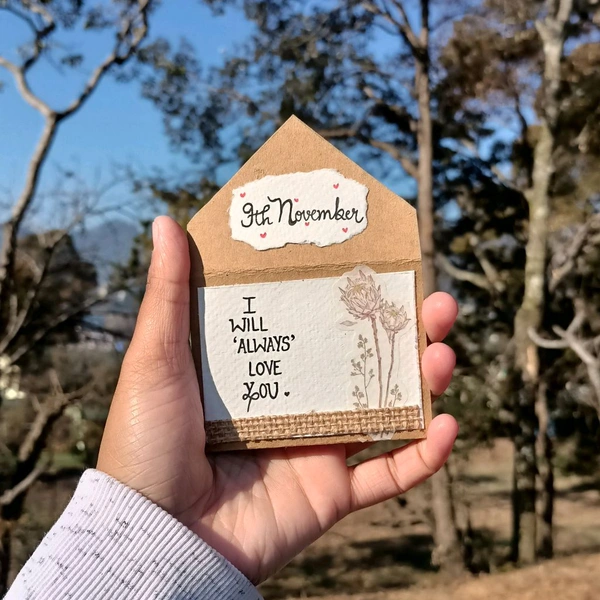 9th November
I
WILL
'ALWAYS'
LOVE
YOU.